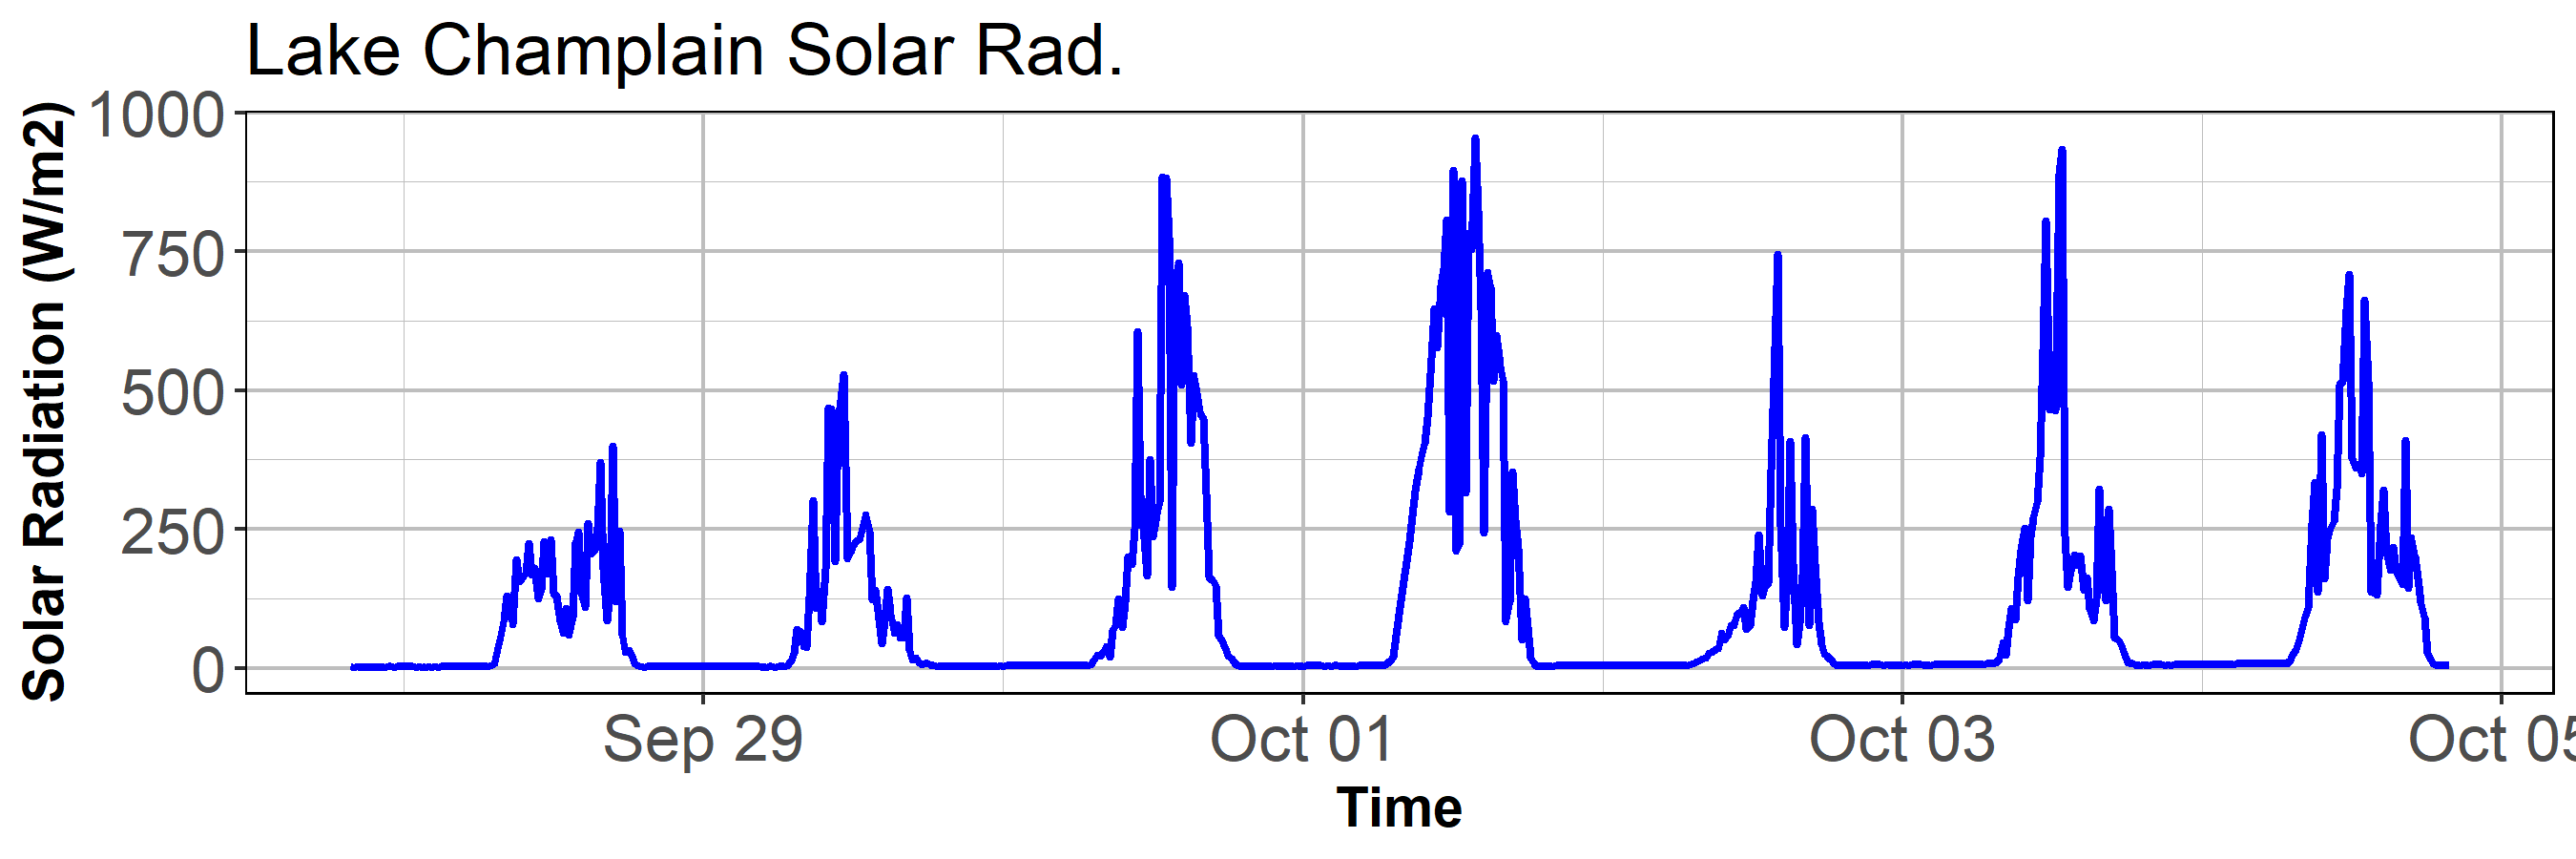 Lake Champlain Solar Rad.
Solar Radiation (W/m2)
1000
750
500
250
0
Sep 29
Oct 01
Oct 03
Oct 05
Time